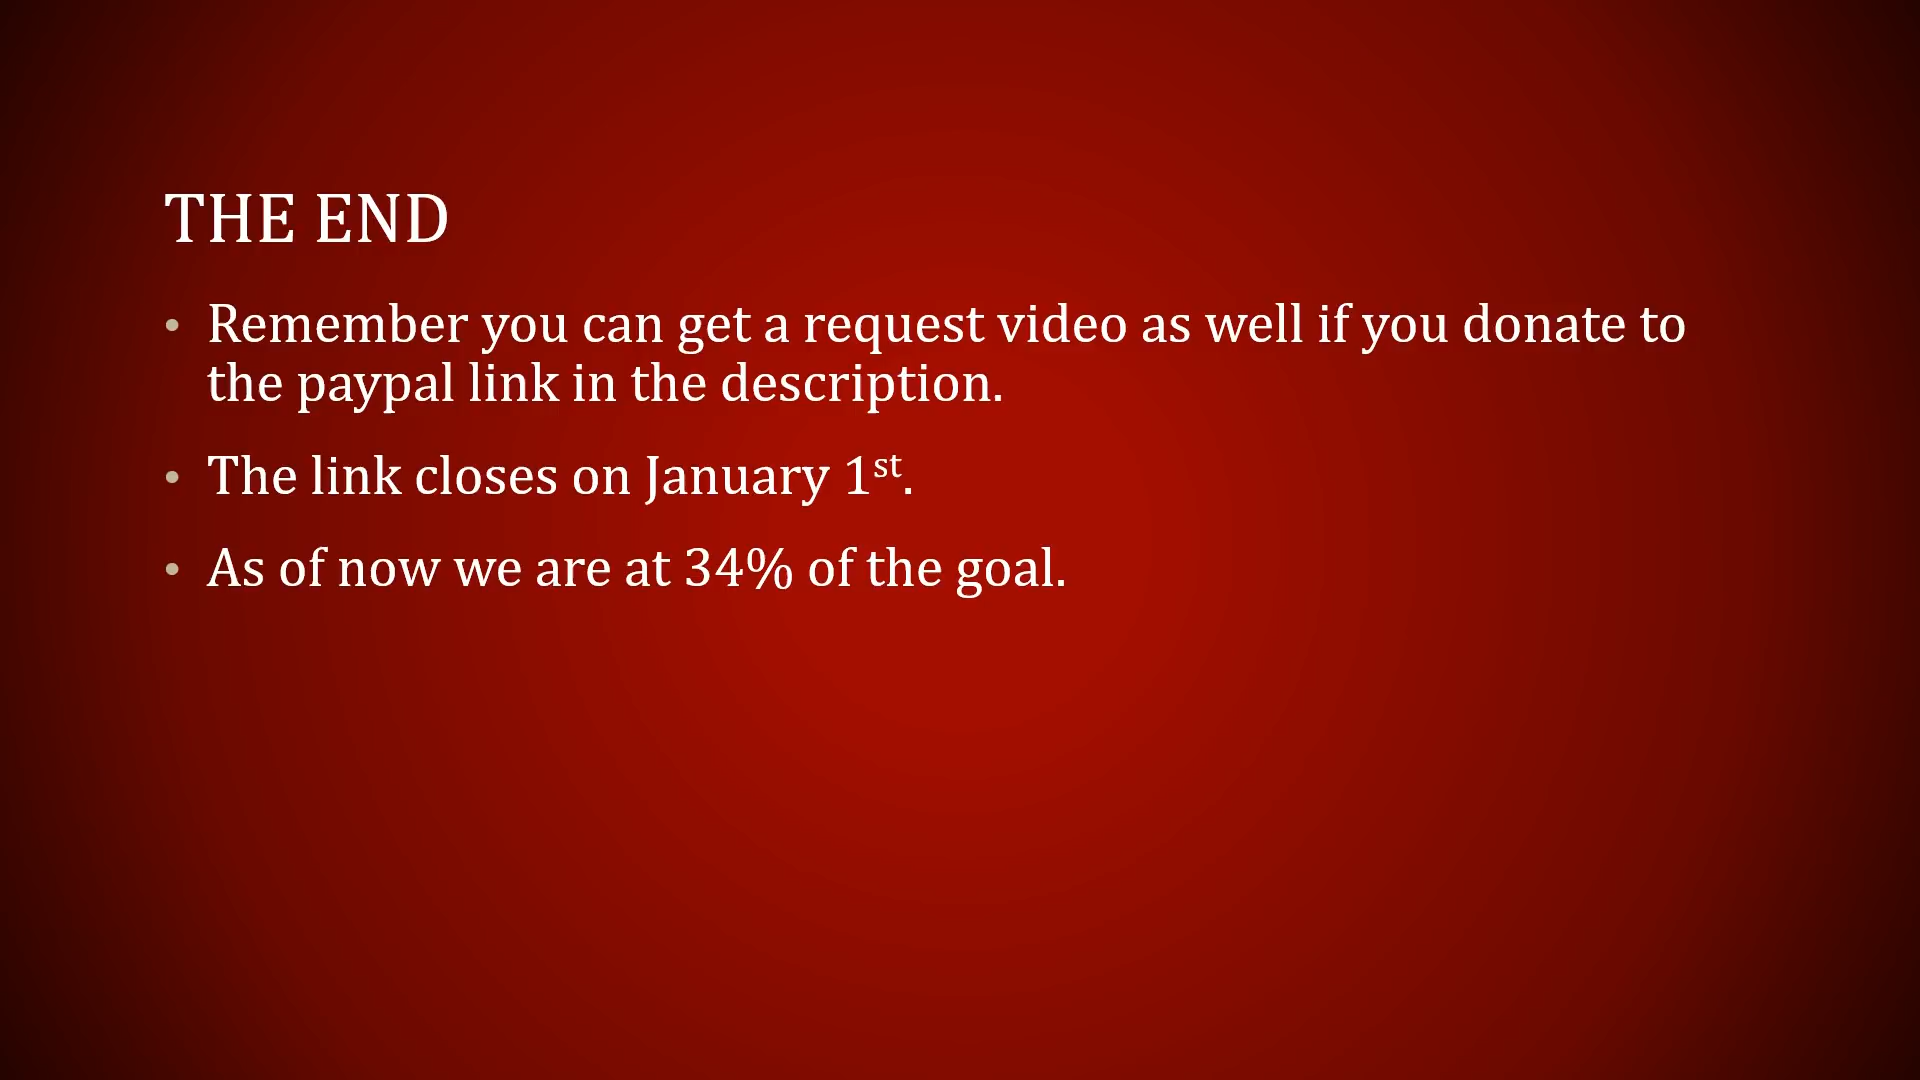 THE END
• Remember you can get a request video as well if you donate to
the paypal link in the description.
• The link closes on January 1st.
• As of now we are at 34% of the goal.